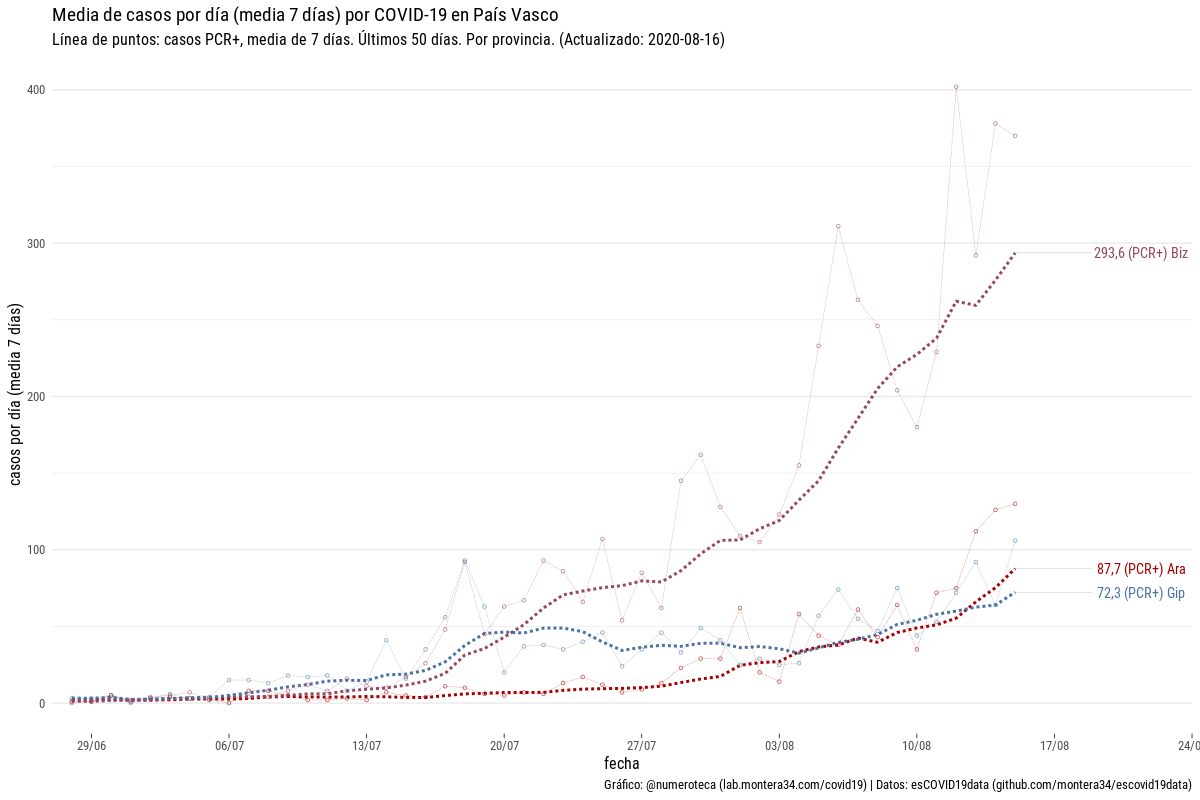 Media de casos por día (media 7 días) por COVID-19 en País Vasco
Línea de puntos: casos PCR+, media de 7 días. Últimos 50 días. Por provincia. (Actualizado: 2020-08-16)
casos por día (media 7 días)
400
300
200
100
0
293,6 (PCR+) Biz
87,7 (PCR+) Ara
72,3 (PCR+) Gip
29/06 06/07 13/07 20/07 27/07 03/08 10/08 17/08 24/0
fecha
Gráfico: @numeroteca (lab.montera34.com/covid19) | Datos: esCOVID19data (github.com/montera34/escovid19data)